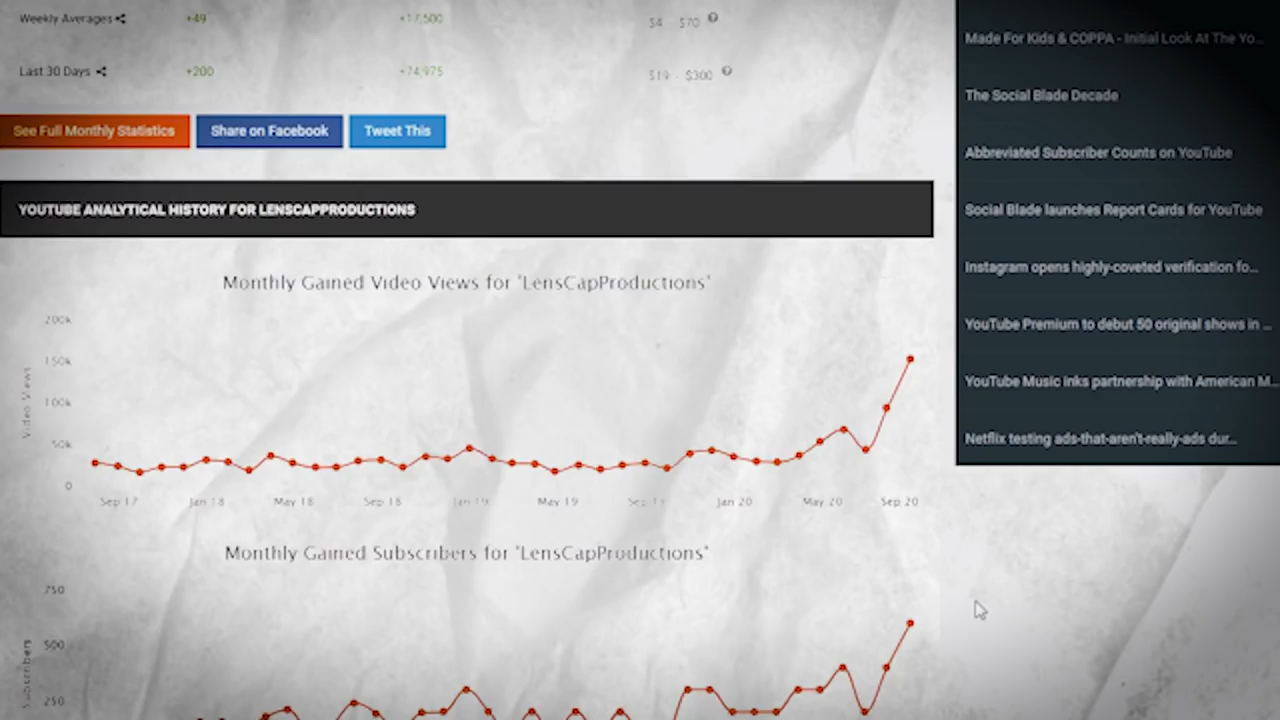 Weekly Averages +49 +17,500 $4 - $70
Last 30 Days +200 +74,975 $19 - $300
See Full Monthly Statistics Share on Facebook Tweet This
YOUTUBE ANALYTICAL HISTORY FOR LENSCAPPRODUCTIONS
Monthly Gained Video Views for 'LensCapProductions'
200k
150k
100k
50k
0
Video Views
Sep 17 Jan 18 May 18 Sep 18 Jan 19 May 19 Sep 19 Jan 20 May 20 Sep 20
Monthly Gained Subscribers for 'LensCapProductions'
750
500
250
Subscribers
Made For Kids & COPPA - Initial Look At The Yo...
The Social Blade Decade
Abbreviated Subscriber Counts on YouTube
Social Blade launches Report Cards for YouTube
Instagram opens highly-coveted verification fo...
YouTube Premium to debut 50 original shows in ...
YouTube Music inks partnership with American M...
Netflix testing ads-that-aren't-really-ads dur...